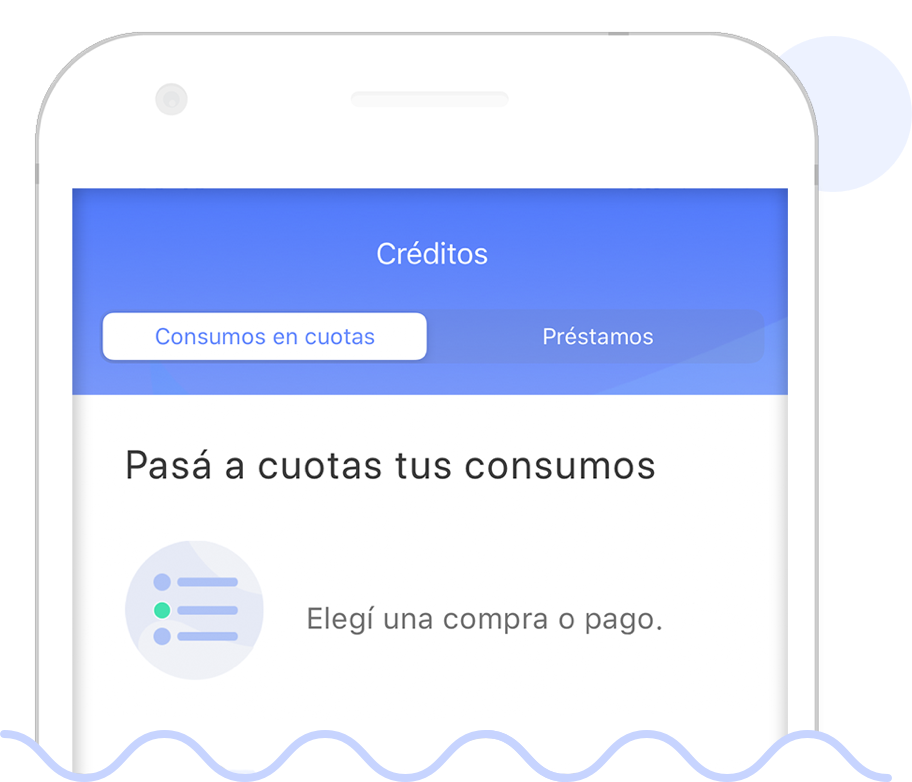 Créditos
Consumos en cuotas
Préstamos
Pasá a cuotas tus consumos
Elegí una compra o pago.